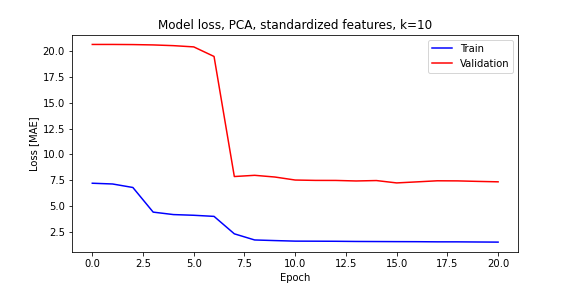 Model loss, PCA, standardized features, k=10
Train
Validation
Loss [MAE]
20.0
17.5
15.0
12.5
10.0
7.5
5.0
2.5
0.0 2.5 5.0 7.5 10.0 12.5 15.0 17.5 20.0
Epoch